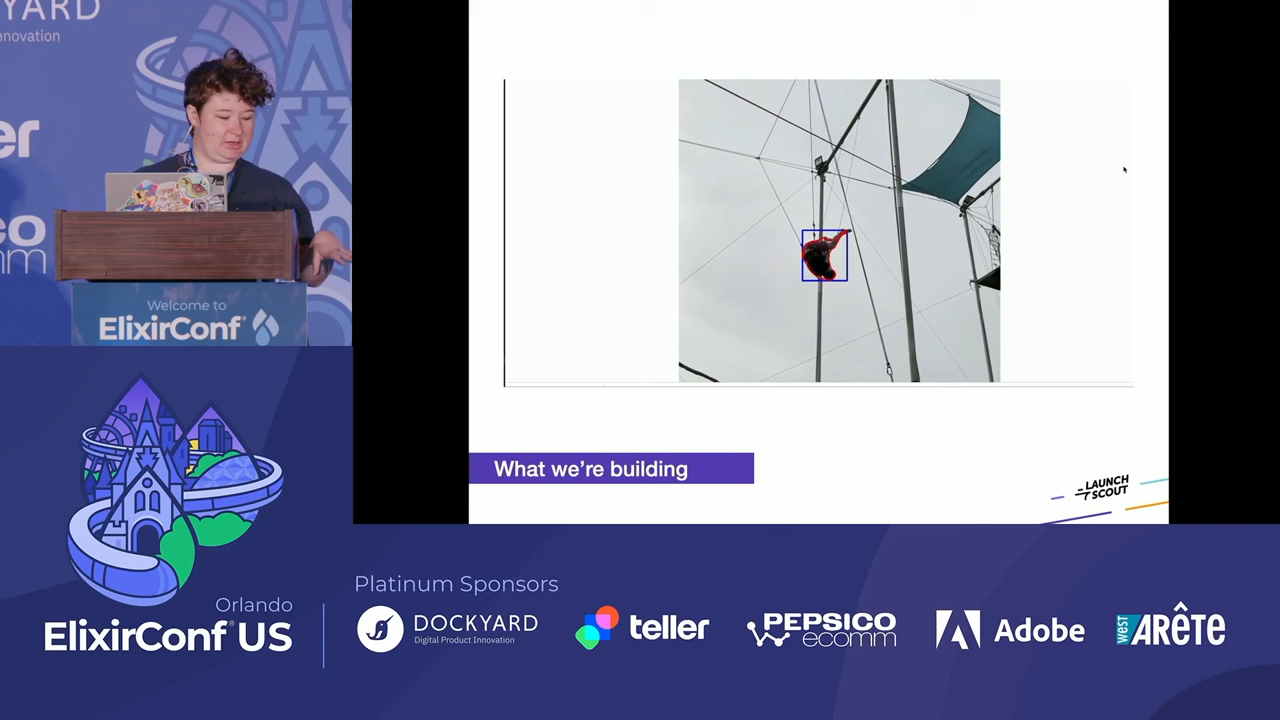 YARD
nnovation
er
co
mm
Welcome to
ElixirConf
What we're building
LAUNCH
SCOUT
Orlando
ElixirConf® US
Platinum Sponsors
DOCKYARD
Digital Product Innovation
teller
PEPSICO
ecomm
Adobe
west ARÊTE